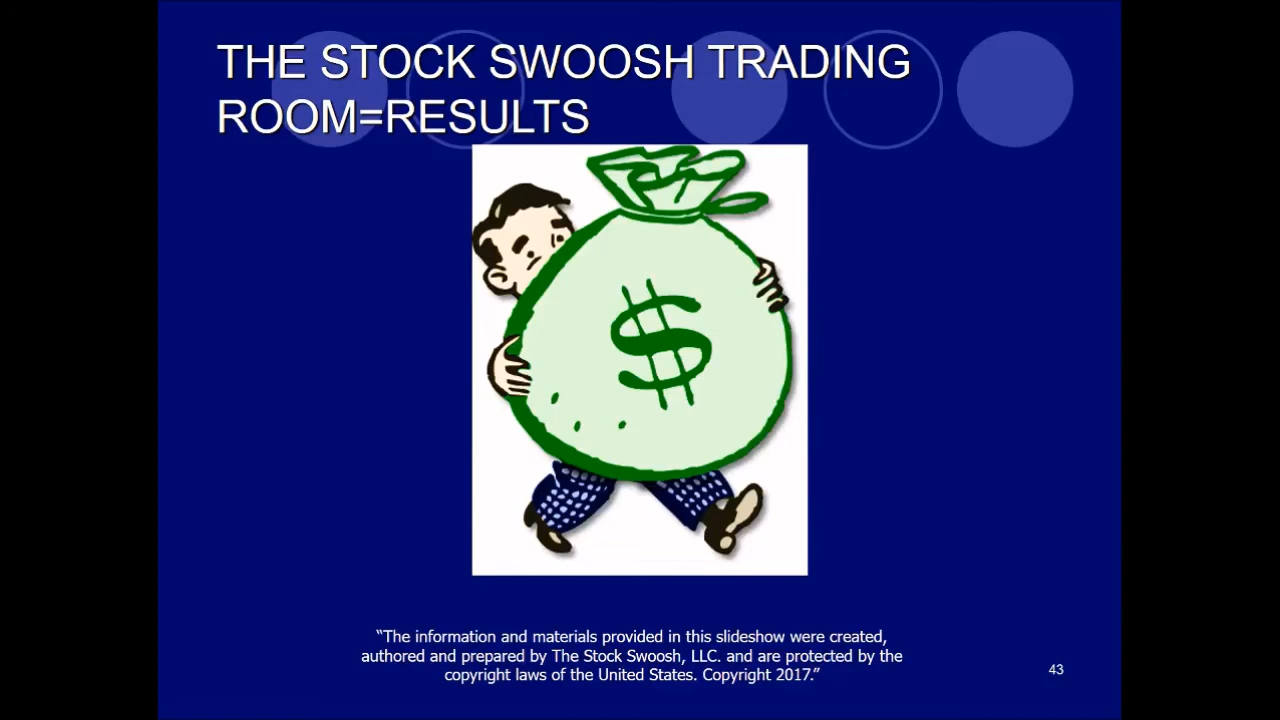 THE STOCK SWOOSH TRADING
ROOM=RESULTS
$
“The information and materials provided in this slideshow were created,
authored and prepared by The Stock Swoosh, LLC. and are protected by the
copyright laws of the United States. Copyright 2017.”
43